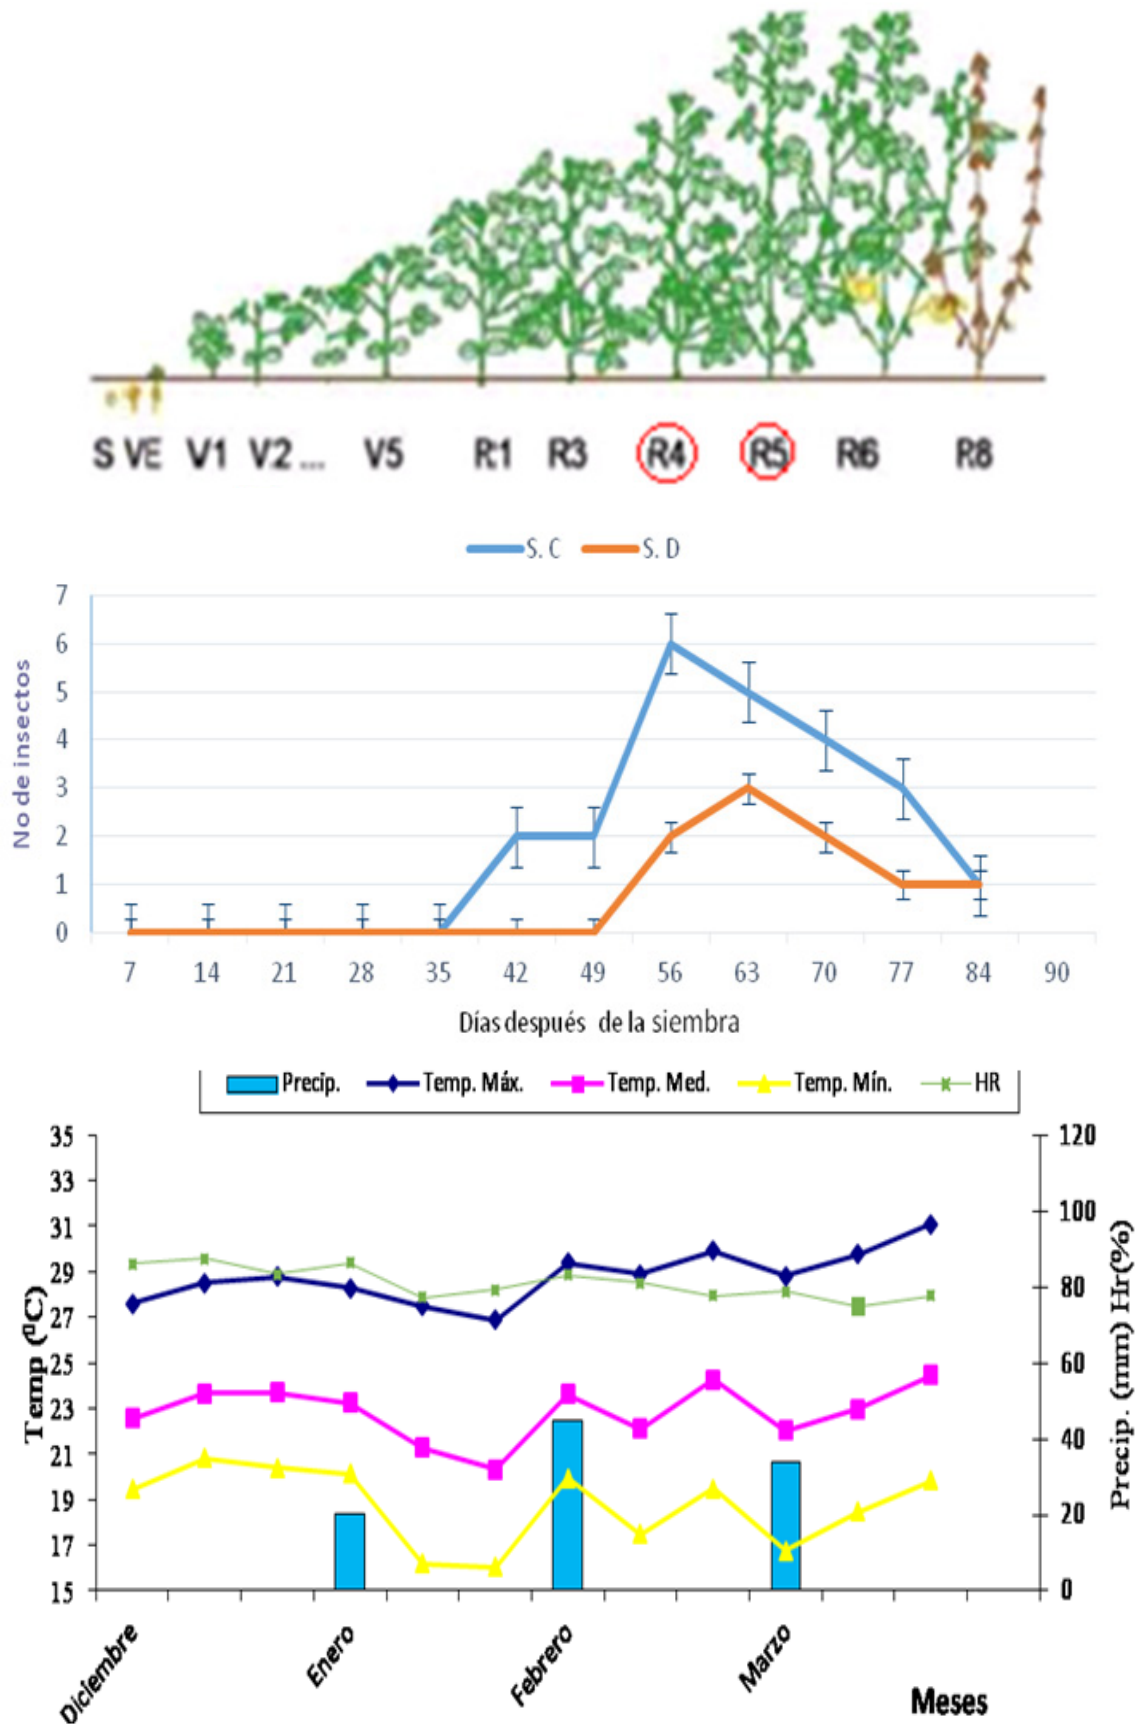 S VE V1 V2 ... V5 R1 R3 R4 R5 R6 R8
S. C S. D
No de insectos
7
6
5
4
3
2
1
0
7 14 21 28 35 42 49 56 63 70 77 84 90
Días después de la siembra
Precip. Temp. Máx. Temp. Med. Temp. Mín. HR
Temp (ºC)
35
33
31
29
27
25
23
21
19
17
15
120
100
80
60
40
20
0
Precip. (mm) Hr(%)
Diciembre Enero Febrero Marzo
Meses